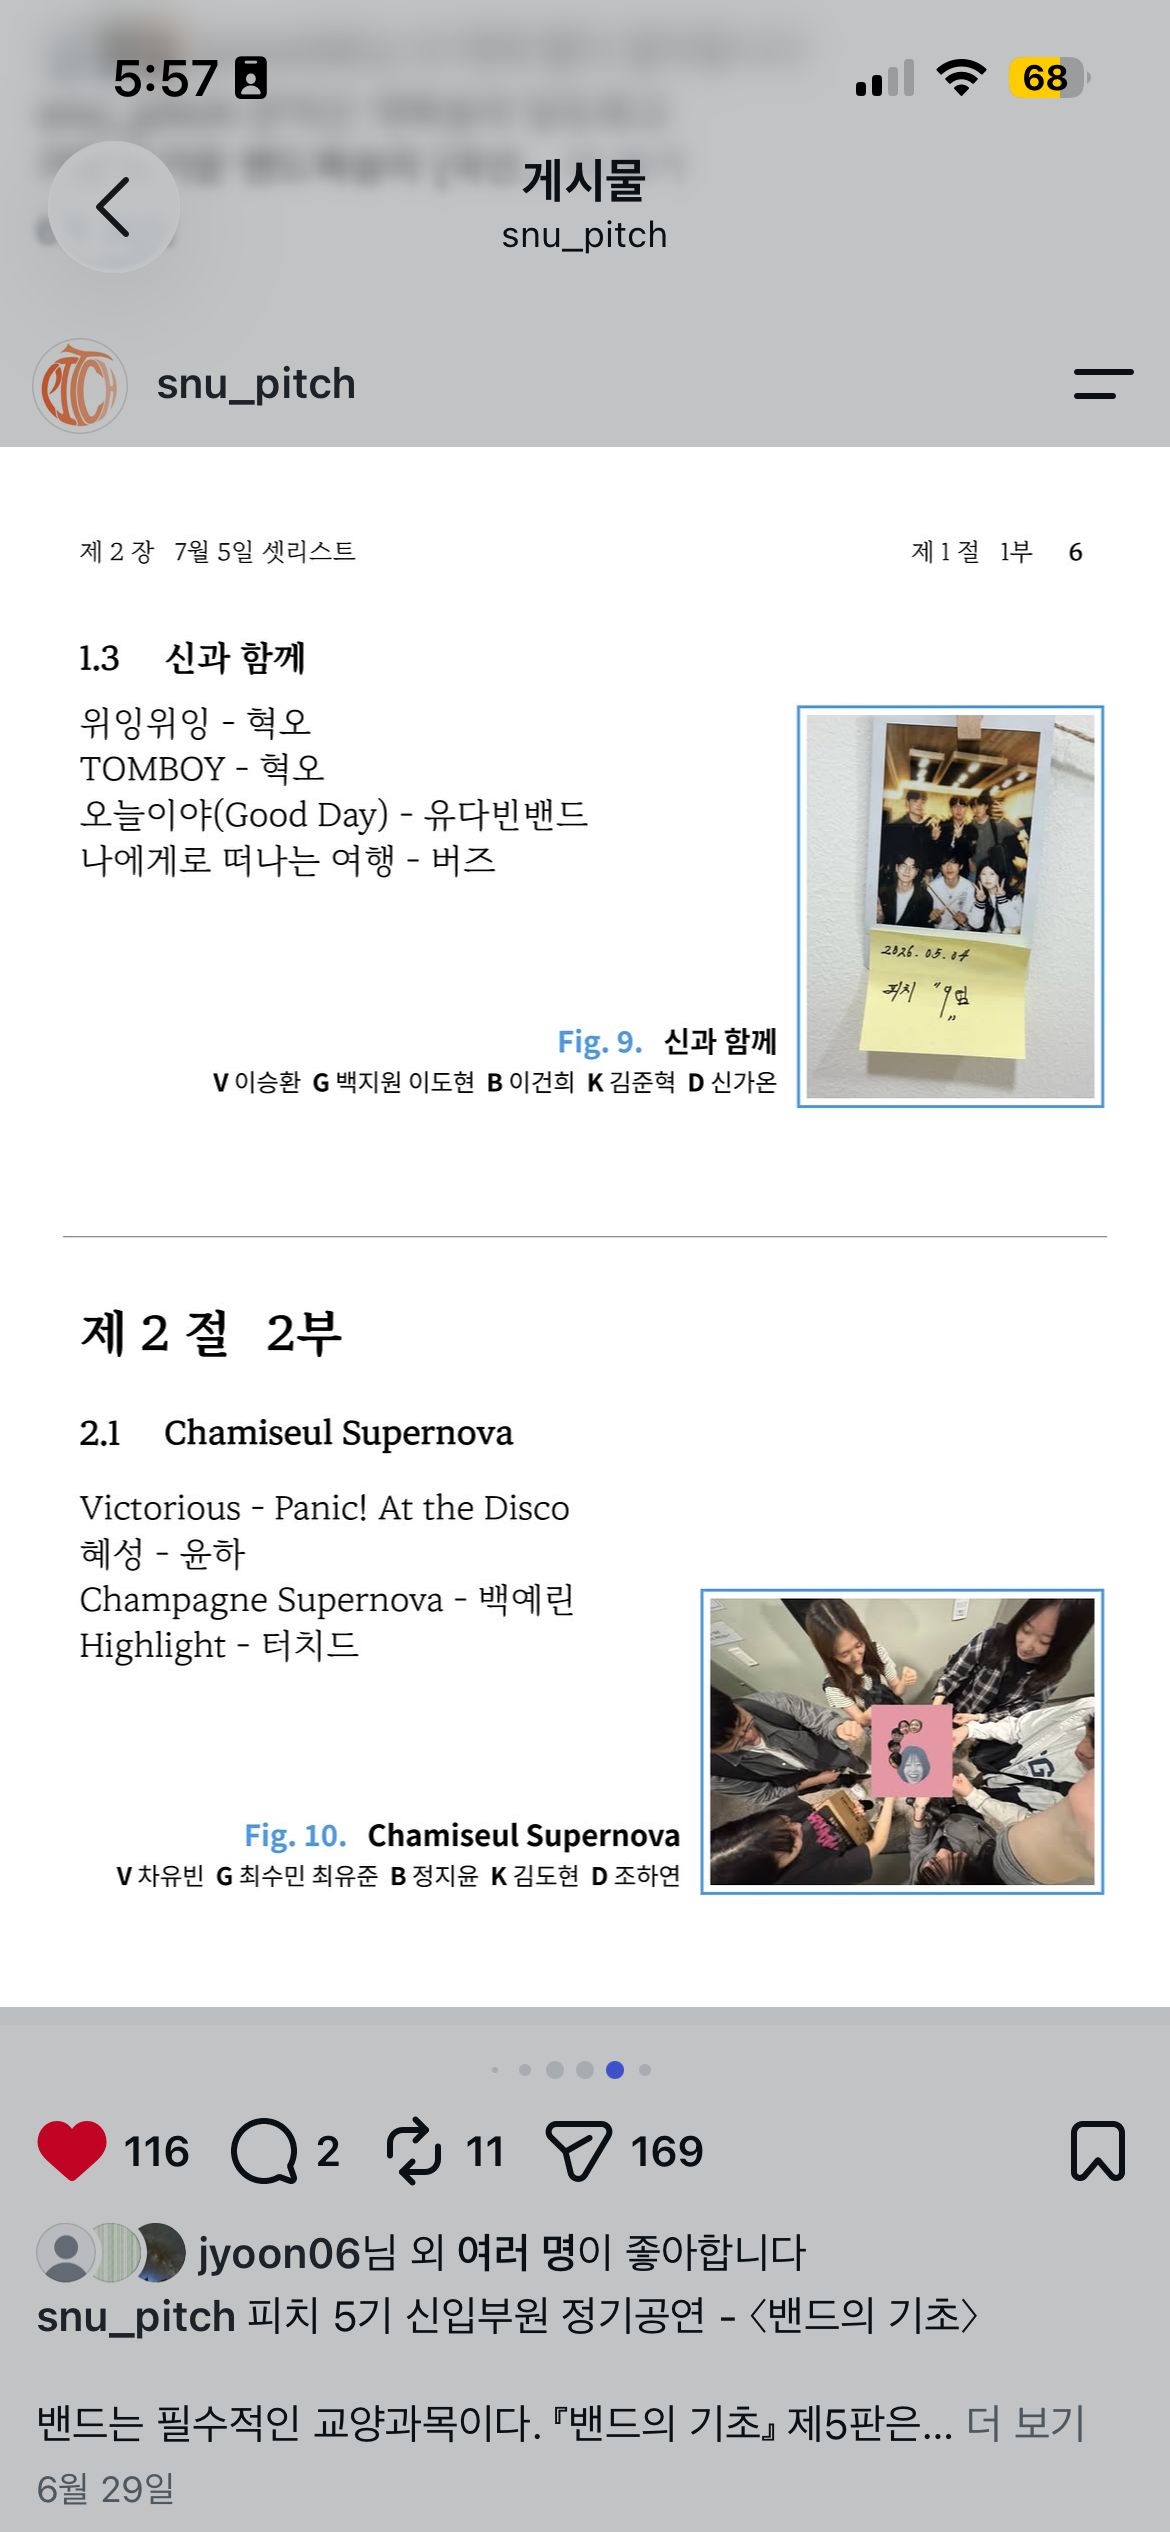 5:57
68
게시물
snu_pitch
PITCH
snu_pitch
제 2 장 7월 5일 셋리스트
제 1 절 1부 6
1.3 신과 함께
위잉위잉 - 혁오
TOMBOY - 혁오
오늘이야(Good Day) - 유다빈밴드
나에게로 떠나는 여행 - 버즈
2026. 05. 04
피치 "9텀"
Fig. 9. 신과 함께
V 이승환 G 백지원 이도현 B 이건희 K 김준혁 D 신가온
제 2 절 2부
2.1 Chamiseul Supernova
Victorious - Panic! At the Disco
혜성 - 윤하
Champagne Supernova - 백예린
Highlight - 터치드
Fig. 10. Chamiseul Supernova
V 차유빈 G 최수민 최유준 B 정지윤 K 김도현 D 조하연
116 2 11 169
jyoon06님 외 여러 명이 좋아합니다
snu_pitch 피치 5기 신입부원 정기공연 - 〈밴드의 기초〉
밴드는 필수적인 교양과목이다. 『밴드의 기초』 제5판은... 더 보기
6월 29일